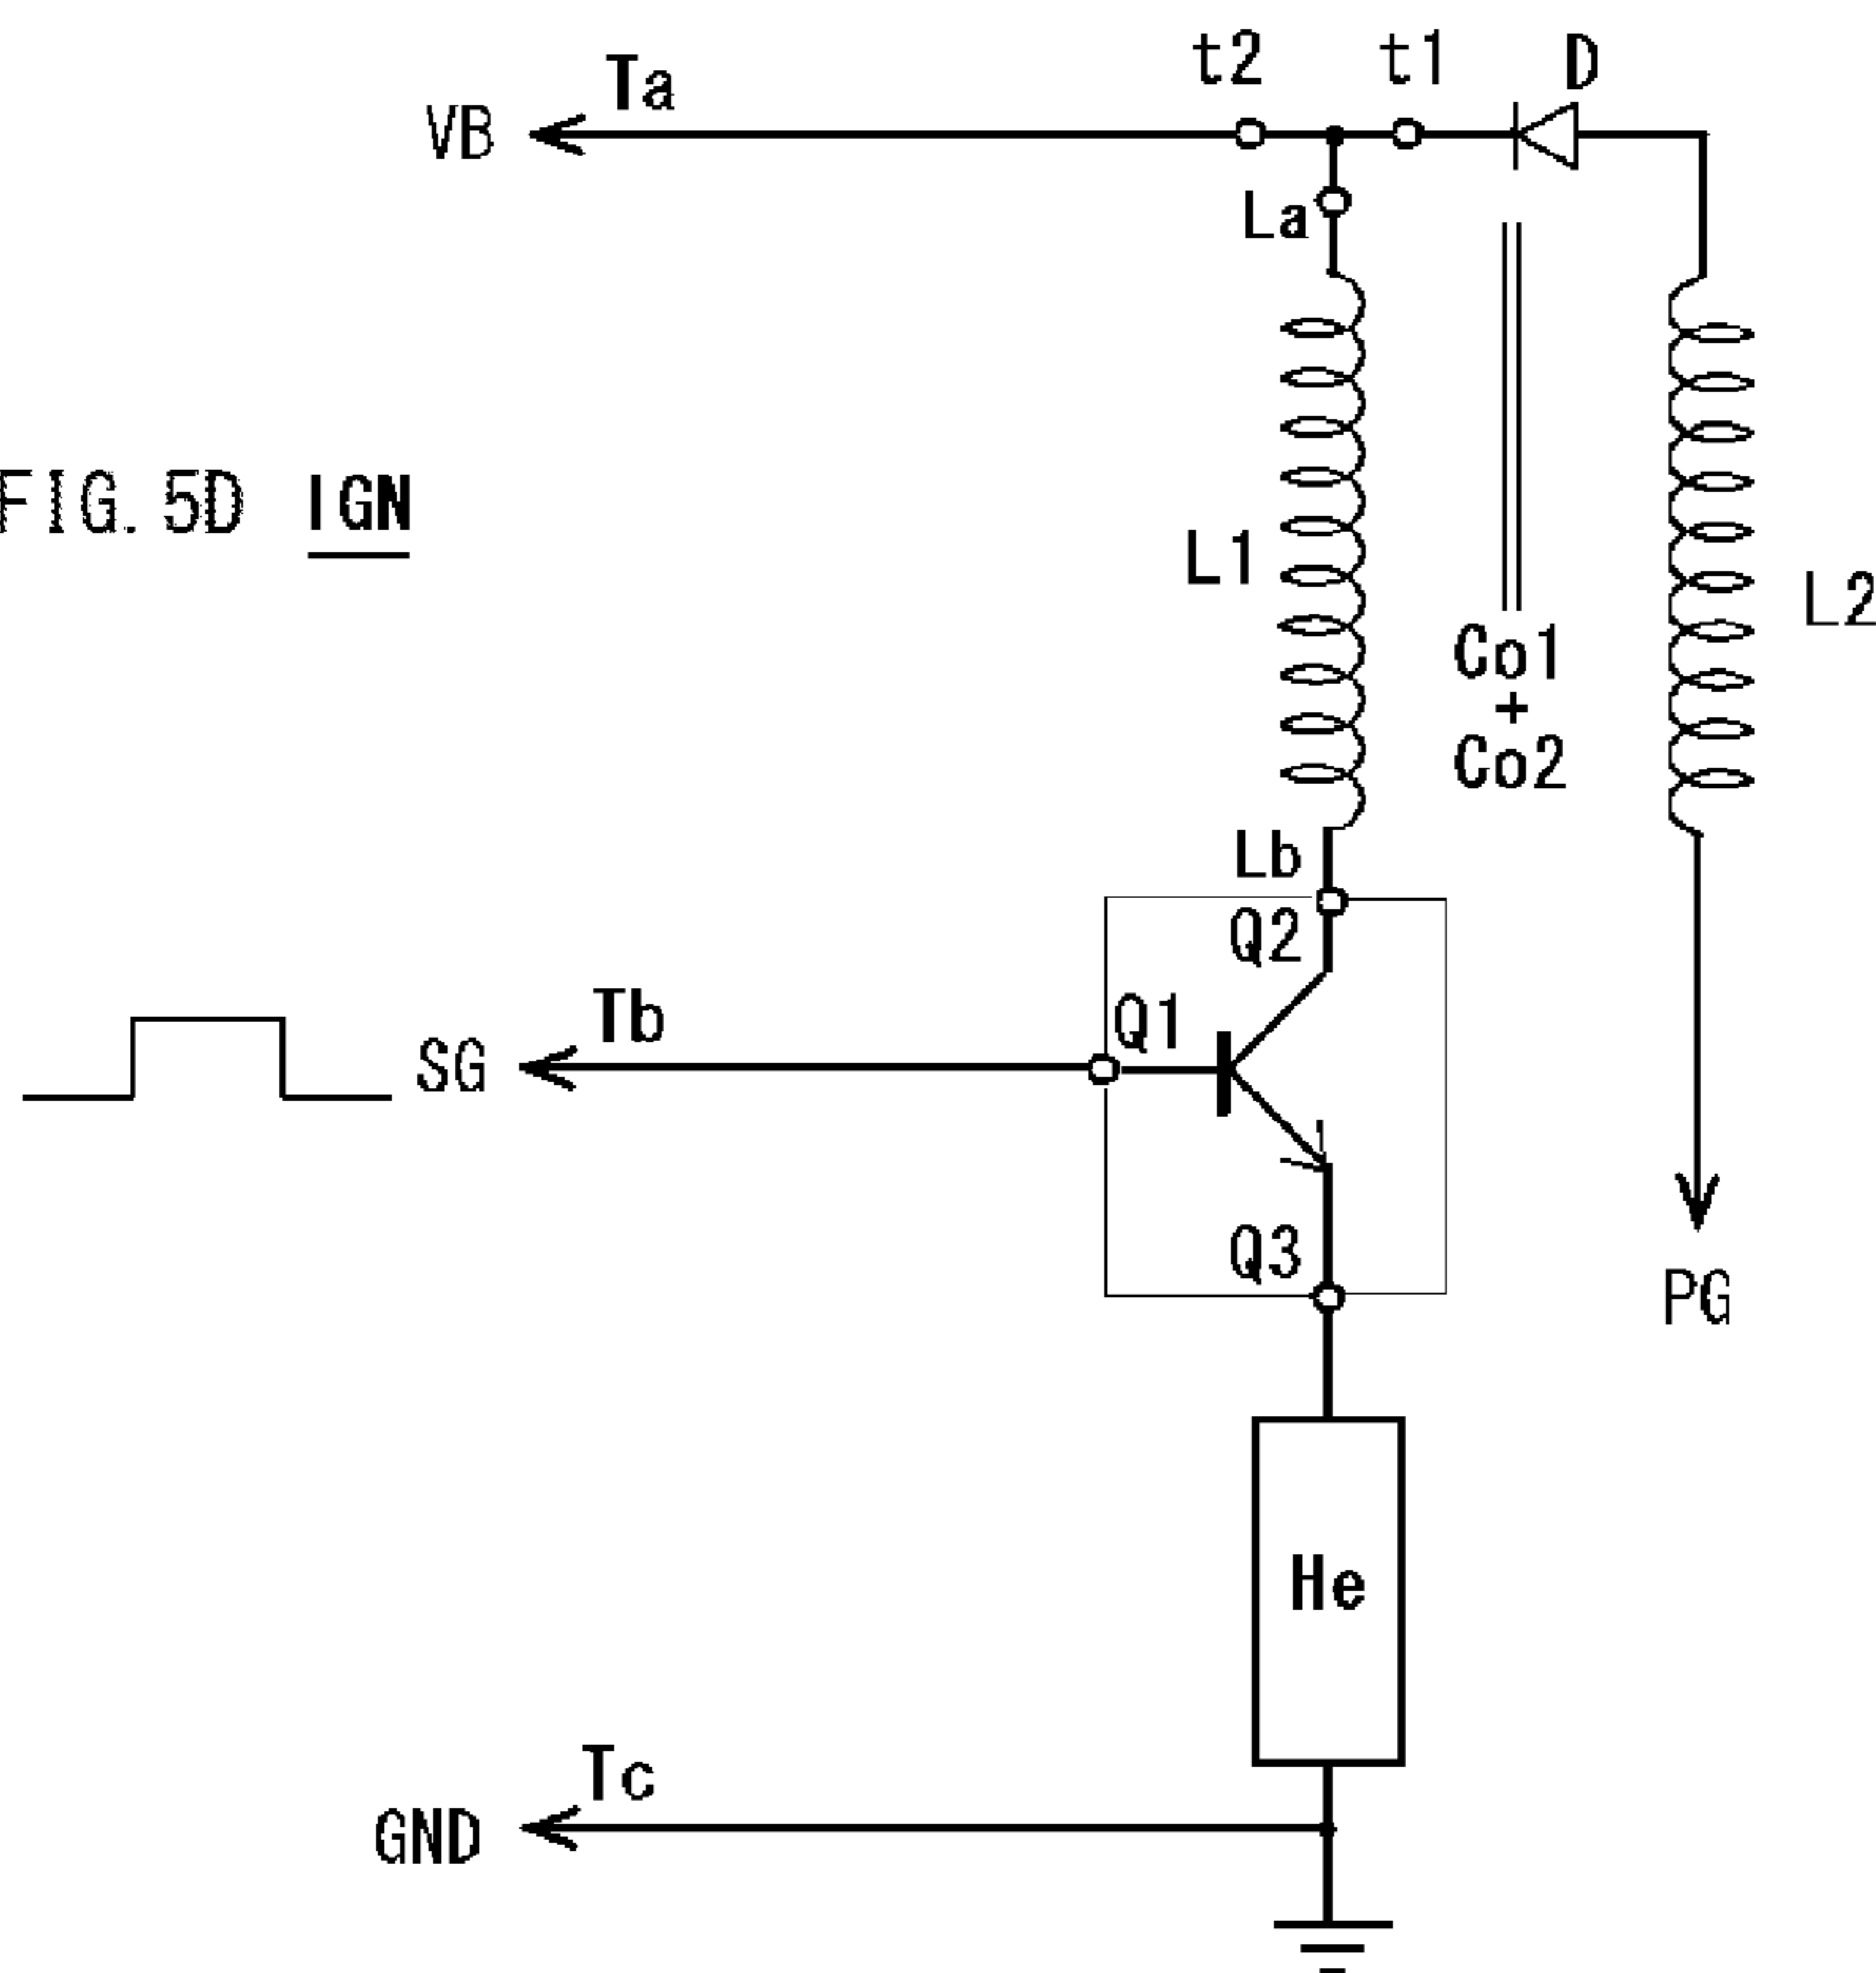 t2 t1 D
Ta
VB
La
FIG. 5D IGN
L1
L2
Co1
+
Co2
Lb
Q2
Q1
Tb
SG
Q3
PG
He
Tc
GND